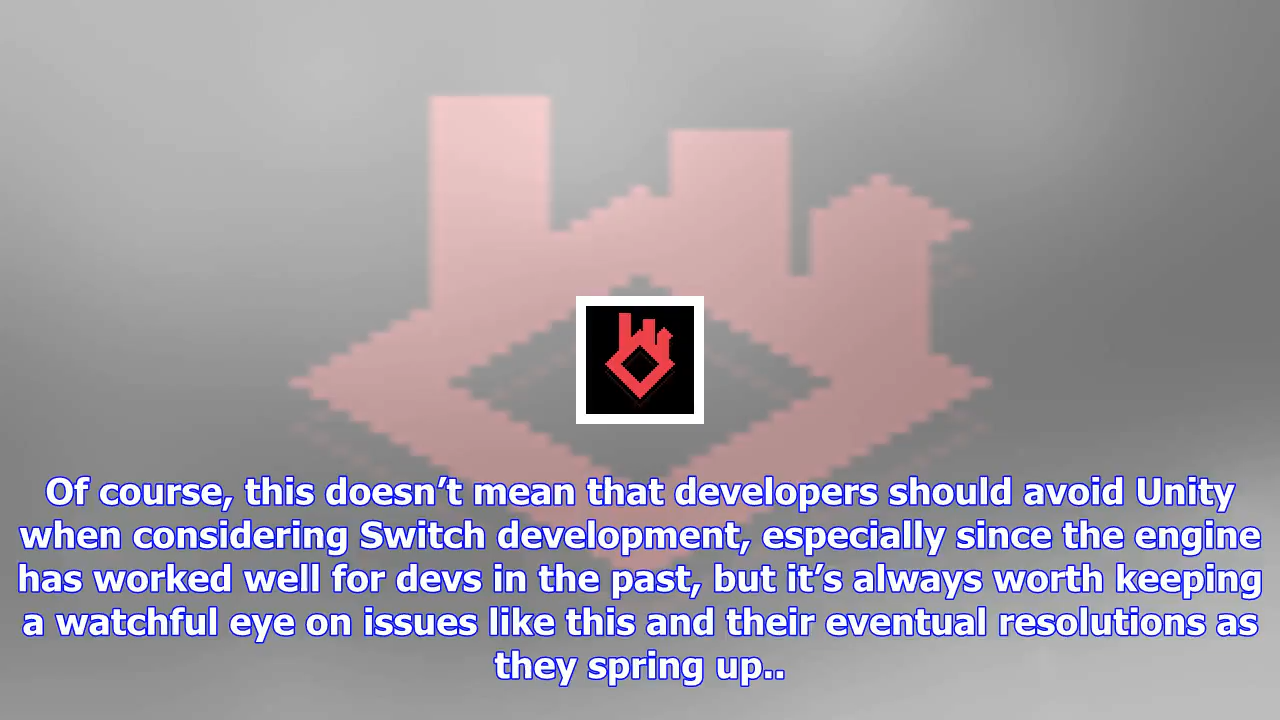 Of course, this doesn’t mean that developers should avoid Unity
when considering Switch development, especially since the engine
has worked well for devs in the past, but it’s always worth keeping
a watchful eye on issues like this and their eventual resolutions as
they spring up..